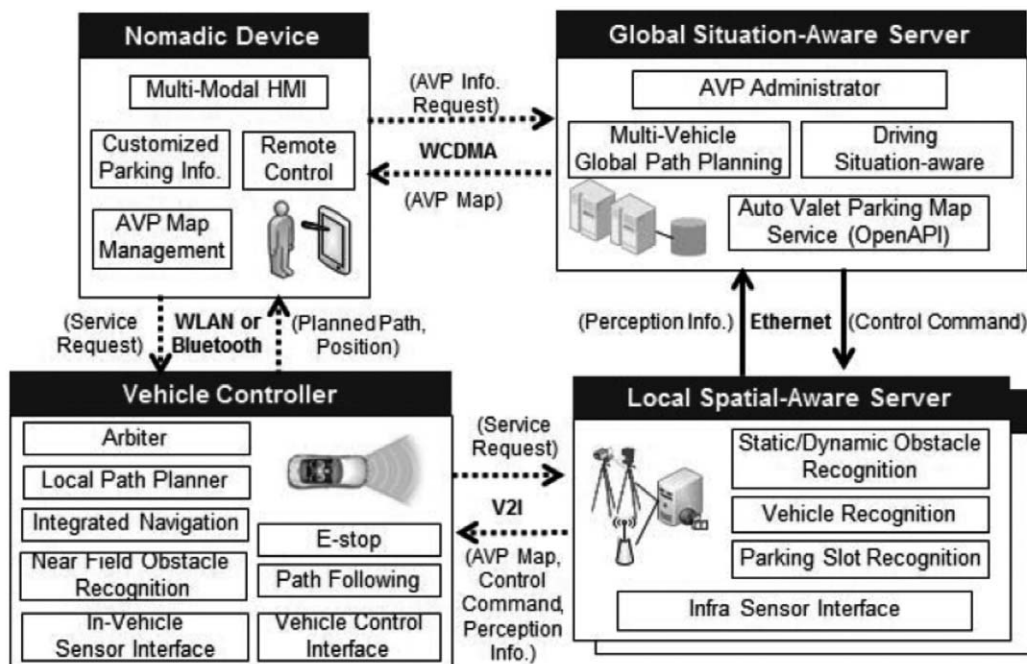 Nomadic Device
Multi-Modal HMI
Customized
Parking Info.
Remote
Control
AVP Map
Management
(AVP Info.
Request)
WCDMA
(AVP Map)
Global Situation-Aware Server
AVP Administrator
Multi-Vehicle
Global Path Planning
Driving
Situation-aware
Auto Valet Parking Map
Service (OpenAPI)
(Service
Request)
WLAN or
Bluetooth
(Planned Path,
Position)
(Perception Info.)
Ethernet
(Control Command)
Vehicle Controller
Arbiter
Local Path Planner
Integrated Navigation
Near Field Obstacle
Recognition
In-Vehicle
Sensor Interface
E-stop
Path Following
Vehicle Control
Interface
(Service
Request)
V2I
(AVP Map,
Control
Command,
Perception
Info.)
Local Spatial-Aware Server
Static/Dynamic Obstacle
Recognition
Vehicle Recognition
Parking Slot Recognition
Infra Sensor Interface